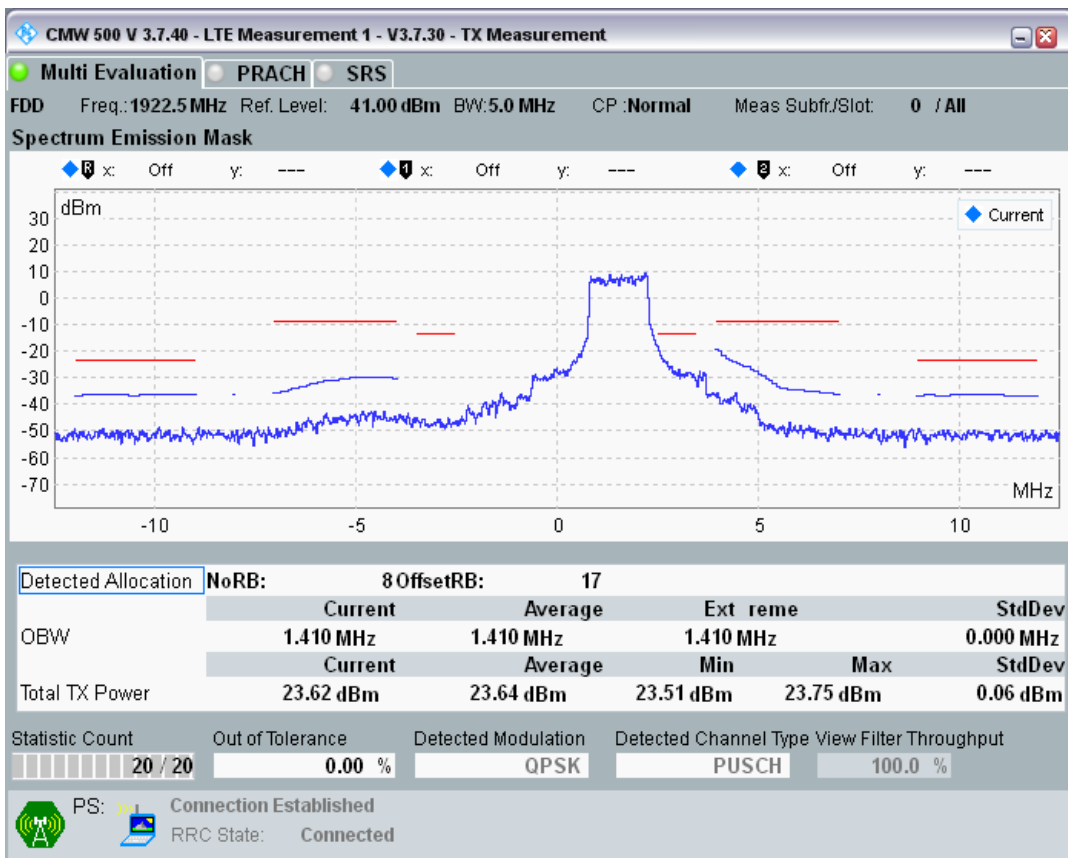 CMW 500 V 3.7.40 - LTE Measurement 1 - V3.7.30 - TX Measurement
Multi Evaluation PRACH SRS
FDD Freq.:1922.5 MHz Ref. Level: 41.00 dBm BW:5.0 MHz CP :Normal Meas Subfr./Slot: 0 / All
Spectrum Emission Mask
R x: Off y: --- 1 x: Off y: --- 2 x: Off y: ---
dBm
Current
30
20
10
0
-10
-20
-30
-40
-50
-60
-70
MHz
-10 -5 0 5 10
Detected Allocation NoRB: 8 OffsetRB: 17
Current Average Ext reme StdDev
OBW 1.410 MHz 1.410 MHz 1.410 MHz 0.000 MHz
Current Average Min Max StdDev
Total TX Power 23.62 dBm 23.64 dBm 23.51 dBm 23.75 dBm 0.06 dBm
Statistic Count Out of Tolerance Detected Modulation Detected Channel Type View Filter Throughput
20 / 20 0.00 % QPSK PUSCH 100.0 %
PS: Connection Established
RRC State: Connected